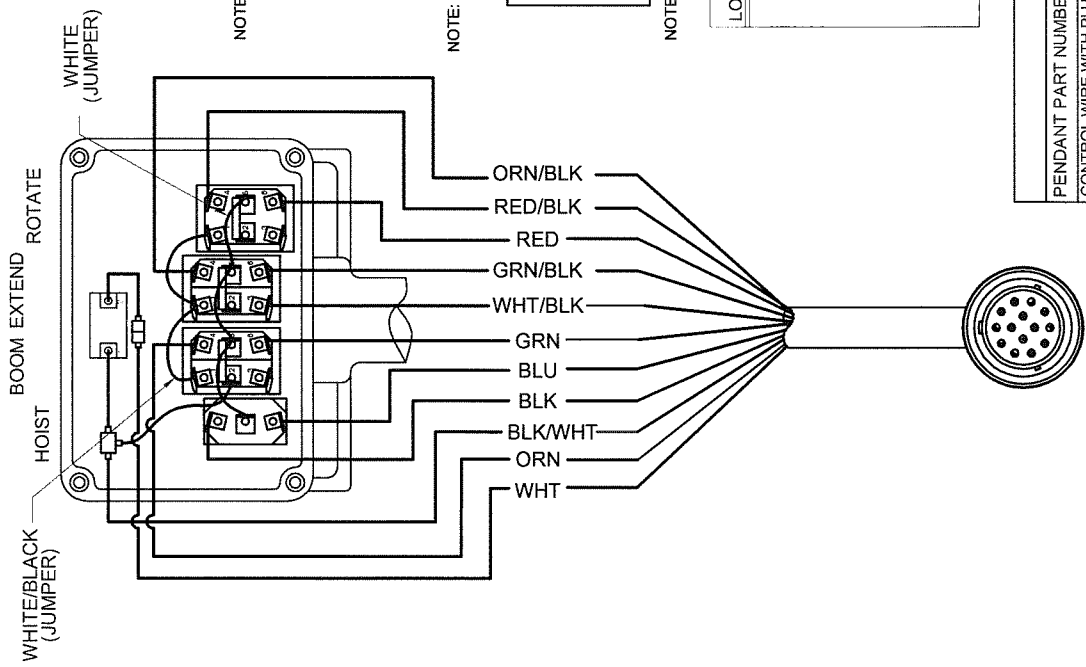 BOOM EXTEND
HOIST
ROTATE
WHITE
(JUMPER)
WHITE/BLACK
(JUMPER)
ORN/BLK
RED/BLK
RED
GRN/BLK
WHT/BLK
GRN
BLU
BLK
BLK/WHT
ORN
WHT
NOTE
NOTE:
NOTE
LO
PENDANT PART NUMBE